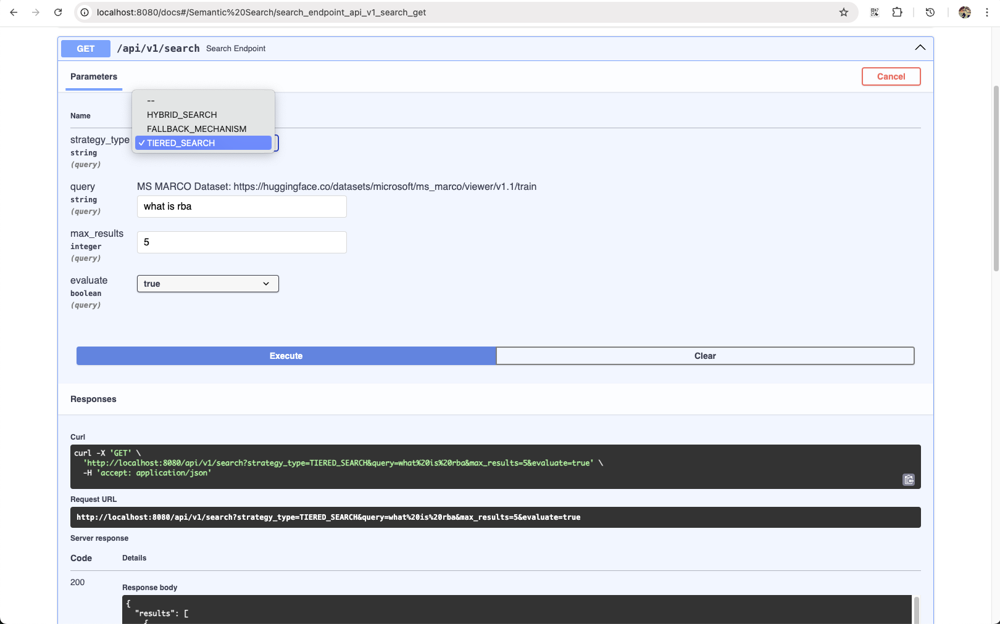 localhost:8080/docs#/Semantic%20Search/search_endpoint_api_v1_search_get
GET /api/v1/search Search Endpoint
Parameters
Cancel
Name
--
HYBRID_SEARCH
FALLBACK_MECHANISM
✓ TIERED_SEARCH
strategy_type
string
(query)
query
string
(query)
MS MARCO Dataset: https://huggingface.co/datasets/microsoft/ms_marco/viewer/v1.1/train
what is rba
max_results
integer
(query)
5
evaluate
boolean
(query)
true
Execute
Clear
Responses
Curl
curl -X 'GET' \
'http://localhost:8080/api/v1/search?strategy_type=TIERED_SEARCH&query=what%20is%20rba&max_results=5&evaluate=true' \
-H 'accept: application/json'
Request URL
http://localhost:8080/api/v1/search?strategy_type=TIERED_SEARCH&query=what%20is%20rba&max_results=5&evaluate=true
Server response
Code Details
200
Response body
{
"results": [
{